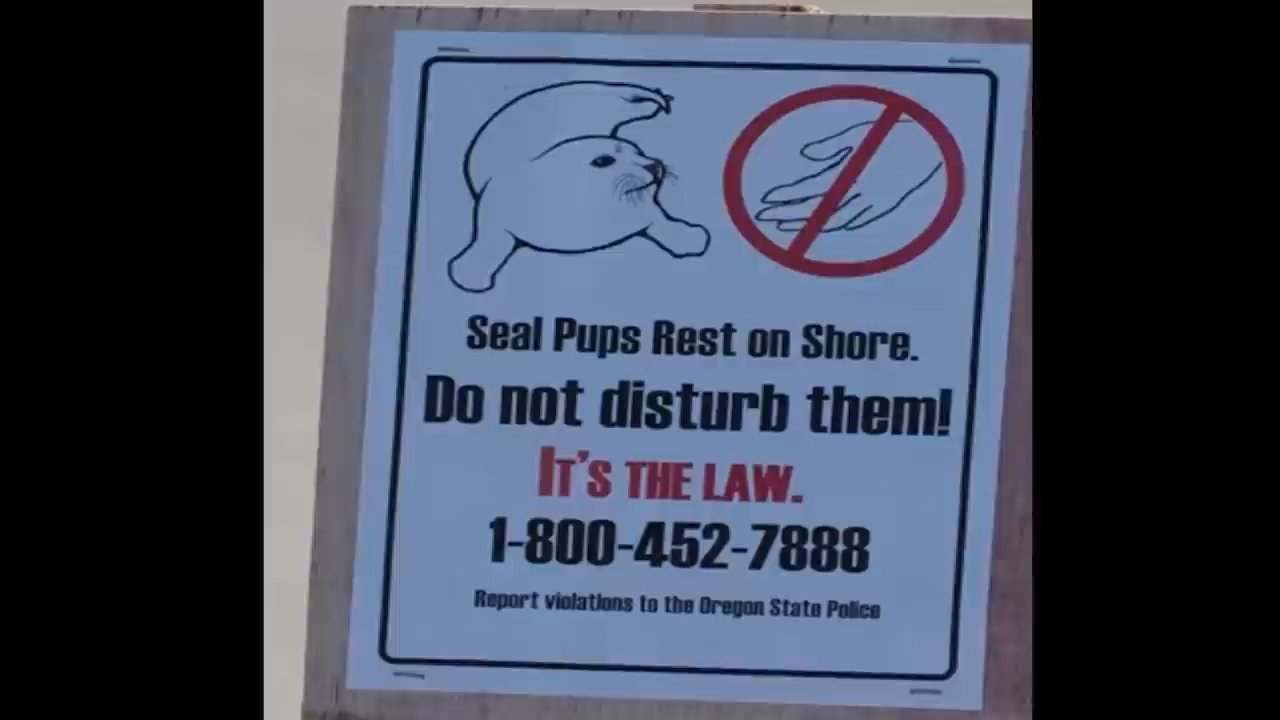 Seal Pups Rest on Shore.
Do not disturb them!
IT'S THE LAW.
1-800-452-7888
Report violations to the Oregon State Police